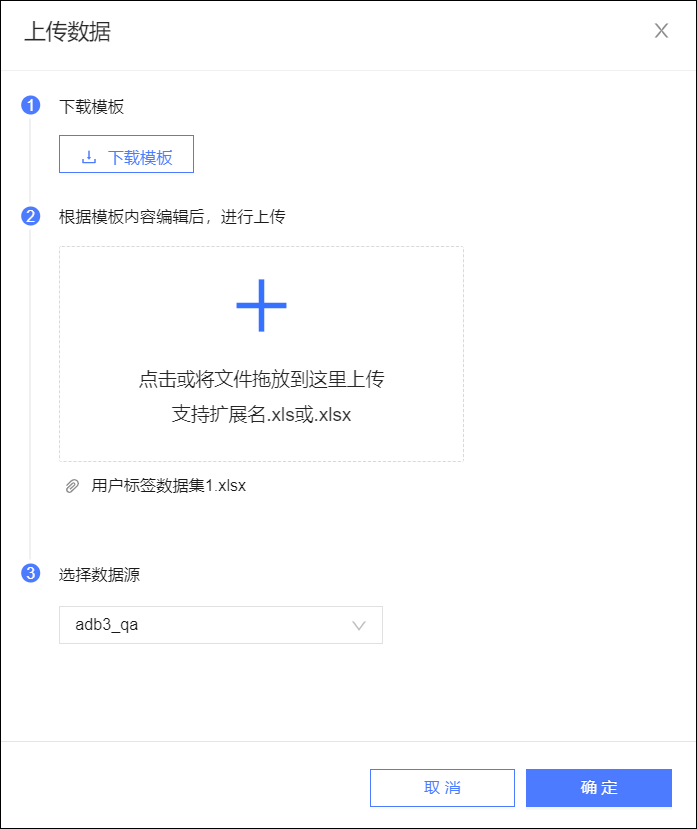 上传数据
1 下载模板
下载模板
2 根据模板内容编辑后，进行上传
点击或将文件拖放到这里上传
支持扩展名.xls或.xlsx
用户标签数据集1.xlsx
3 选择数据源
adb3_qa
取消 确定